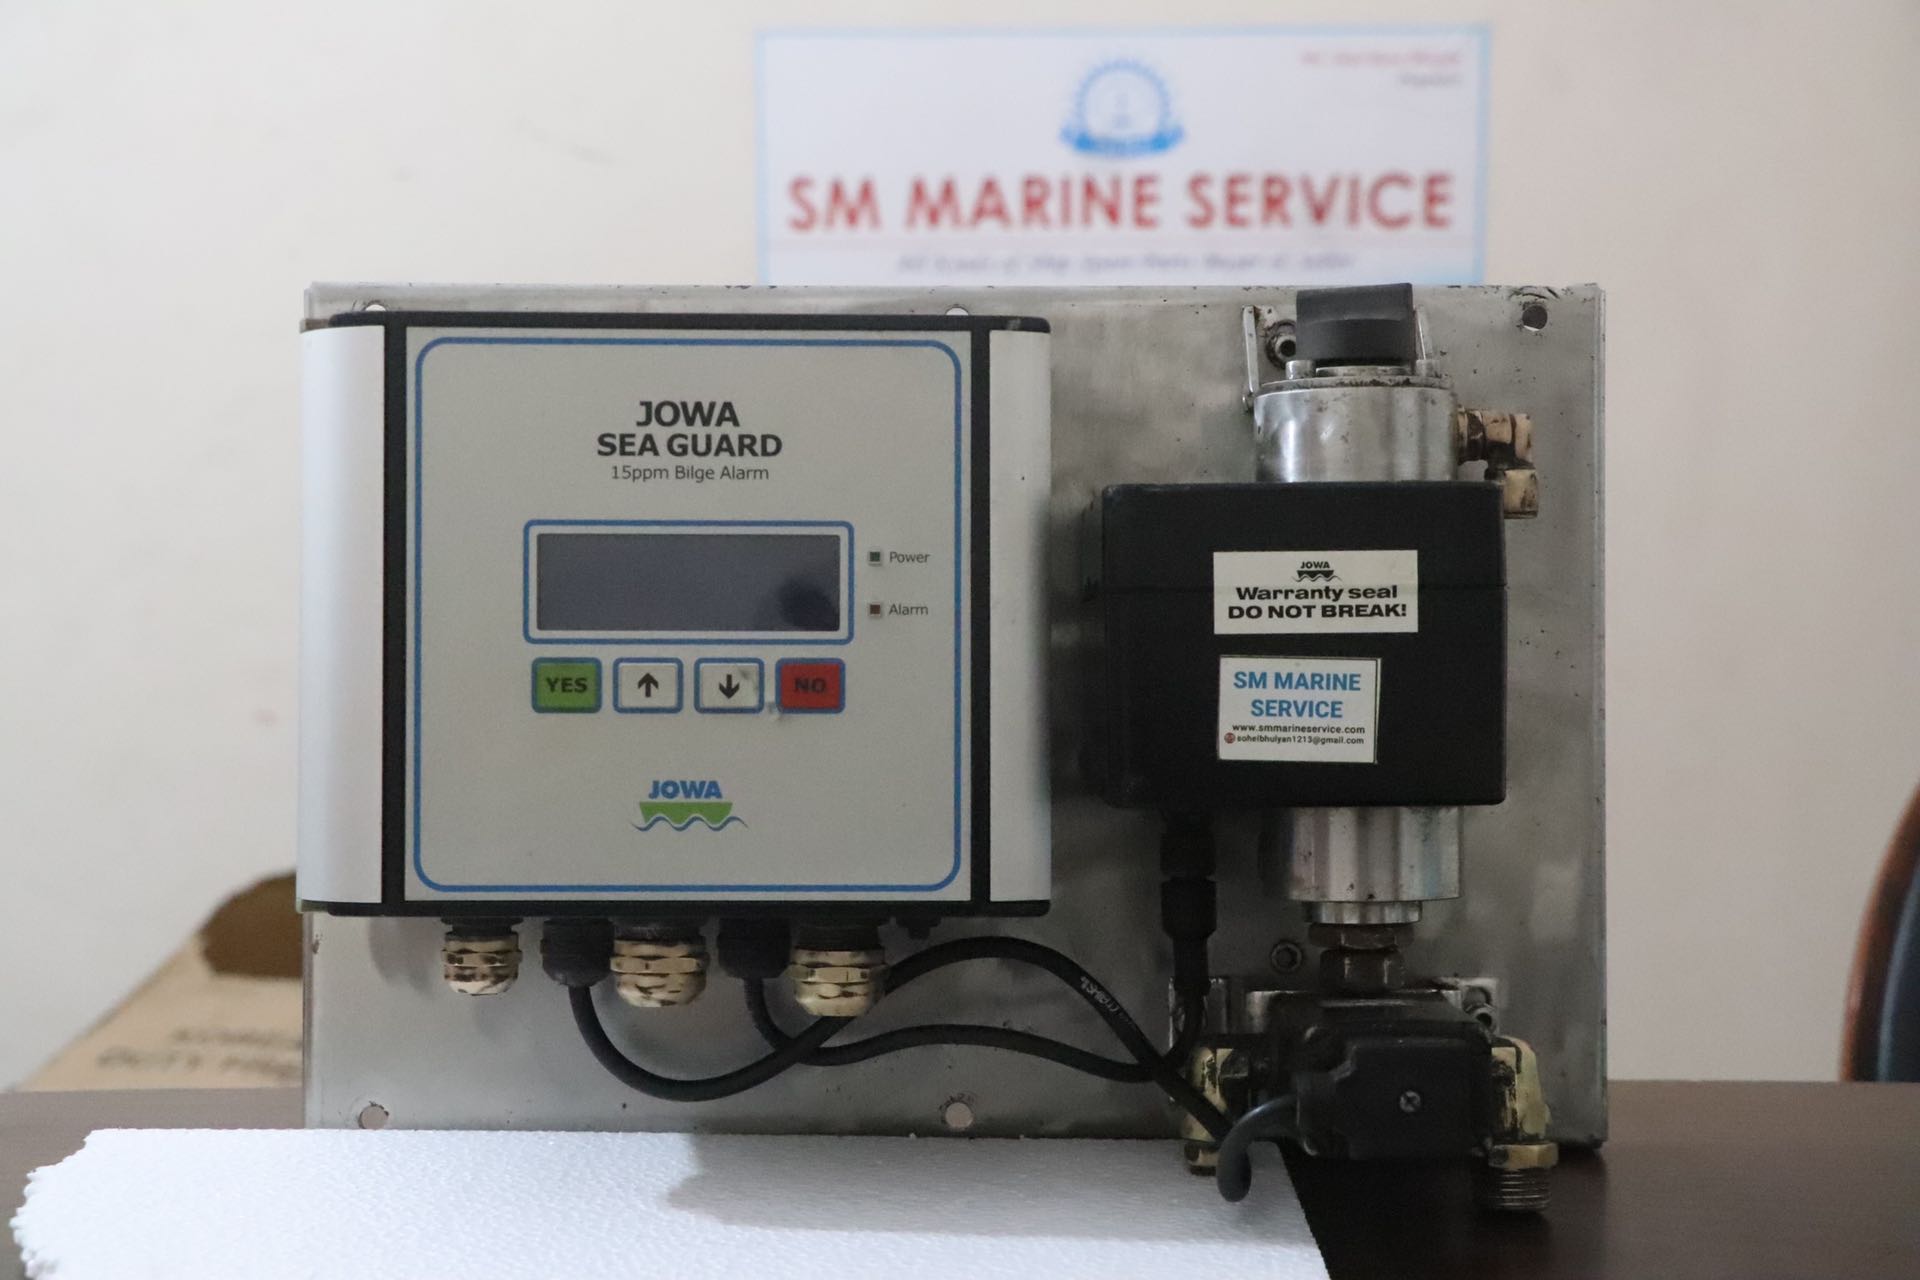 SM MARINE SERVICE
JOWA
SEA GUARD
15ppm Bilge Alarm
Power
Alarm
YES
NO
JOWA
JOWA
Warranty seal
DO NOT BREAK!
SM MARINE
SERVICE
www.smmarineservice.com
sohelbhuiyan1213@gmail.com